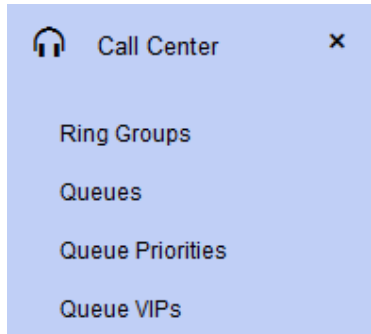 Call Center ×
Ring Groups
Queues
Queue Priorities
Queue VIPs